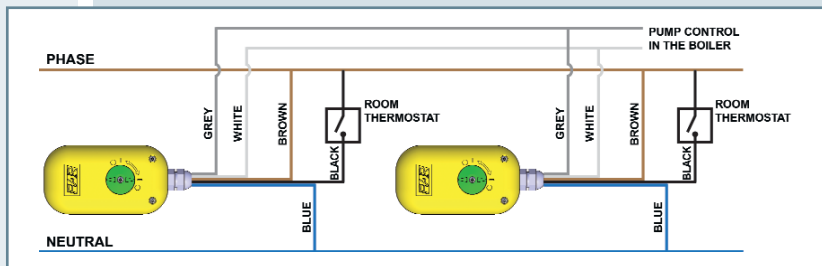 PUMP CONTROL
IN THE BOILER
PHASE
GREY
WHITE
BROWN
ROOM
THERMOSTAT
BLACK
BLUE
GREY
WHITE
BROWN
ROOM
THERMOSTAT
BLACK
BLUE
NEUTRAL